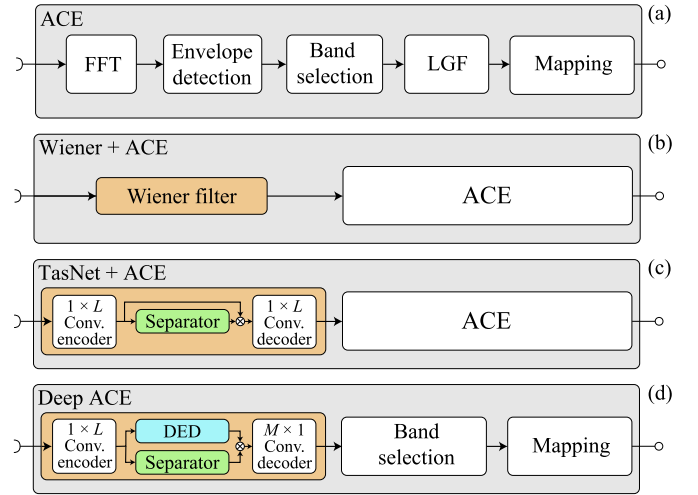 ACE
(a)
FFT
Envelope
detection
Band
selection
LGF
Mapping
Wiener + ACE
(b)
Wiener filter
ACE
TasNet + ACE
(c)
1 × L
Conv.
encoder
Separator
1 × L
Conv.
decoder
ACE
Deep ACE
(d)
1 × L
Conv.
encoder
DED
Separator
M × 1
Conv.
decoder
Band
selection
Mapping